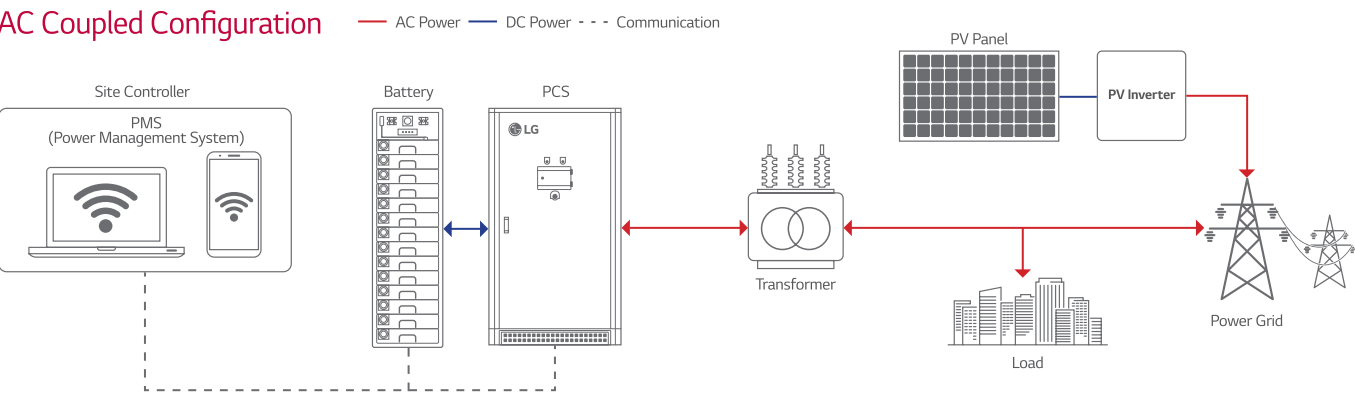 AC Coupled Configuration
AC Power
DC Power
Communication
PV Panel
PV Inverter
Site Controller
PMS
(Power Management System)
Battery
PCS
LG
Transformer
Load
Power Grid